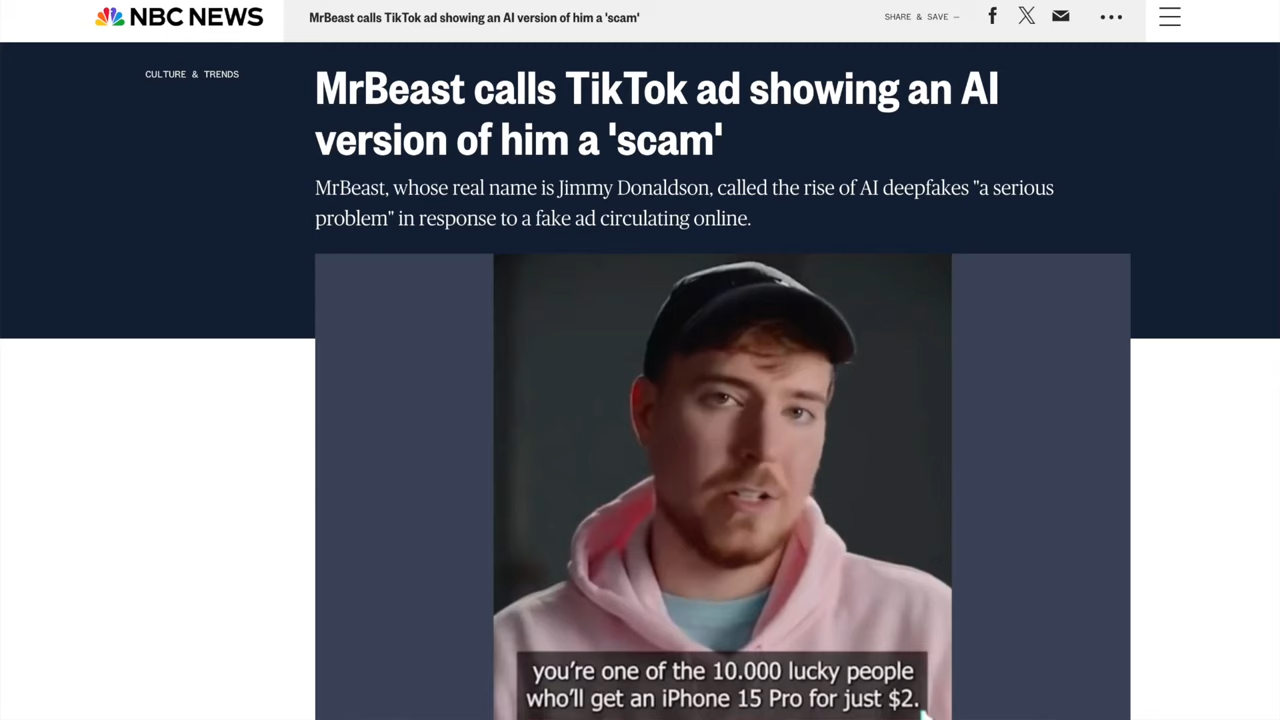 NBC NEWS
MrBeast calls TikTok ad showing an AI version of him a 'scam'
SHARE & SAVE —
CULTURE & TRENDS
MrBeast calls TikTok ad showing an AI
version of him a 'scam'
MrBeast, whose real name is Jimmy Donaldson, called the rise of AI deepfakes "a serious
problem" in response to a fake ad circulating online.
you're one of the 10.000 lucky people
who'll get an iPhone 15 Pro for just $2.